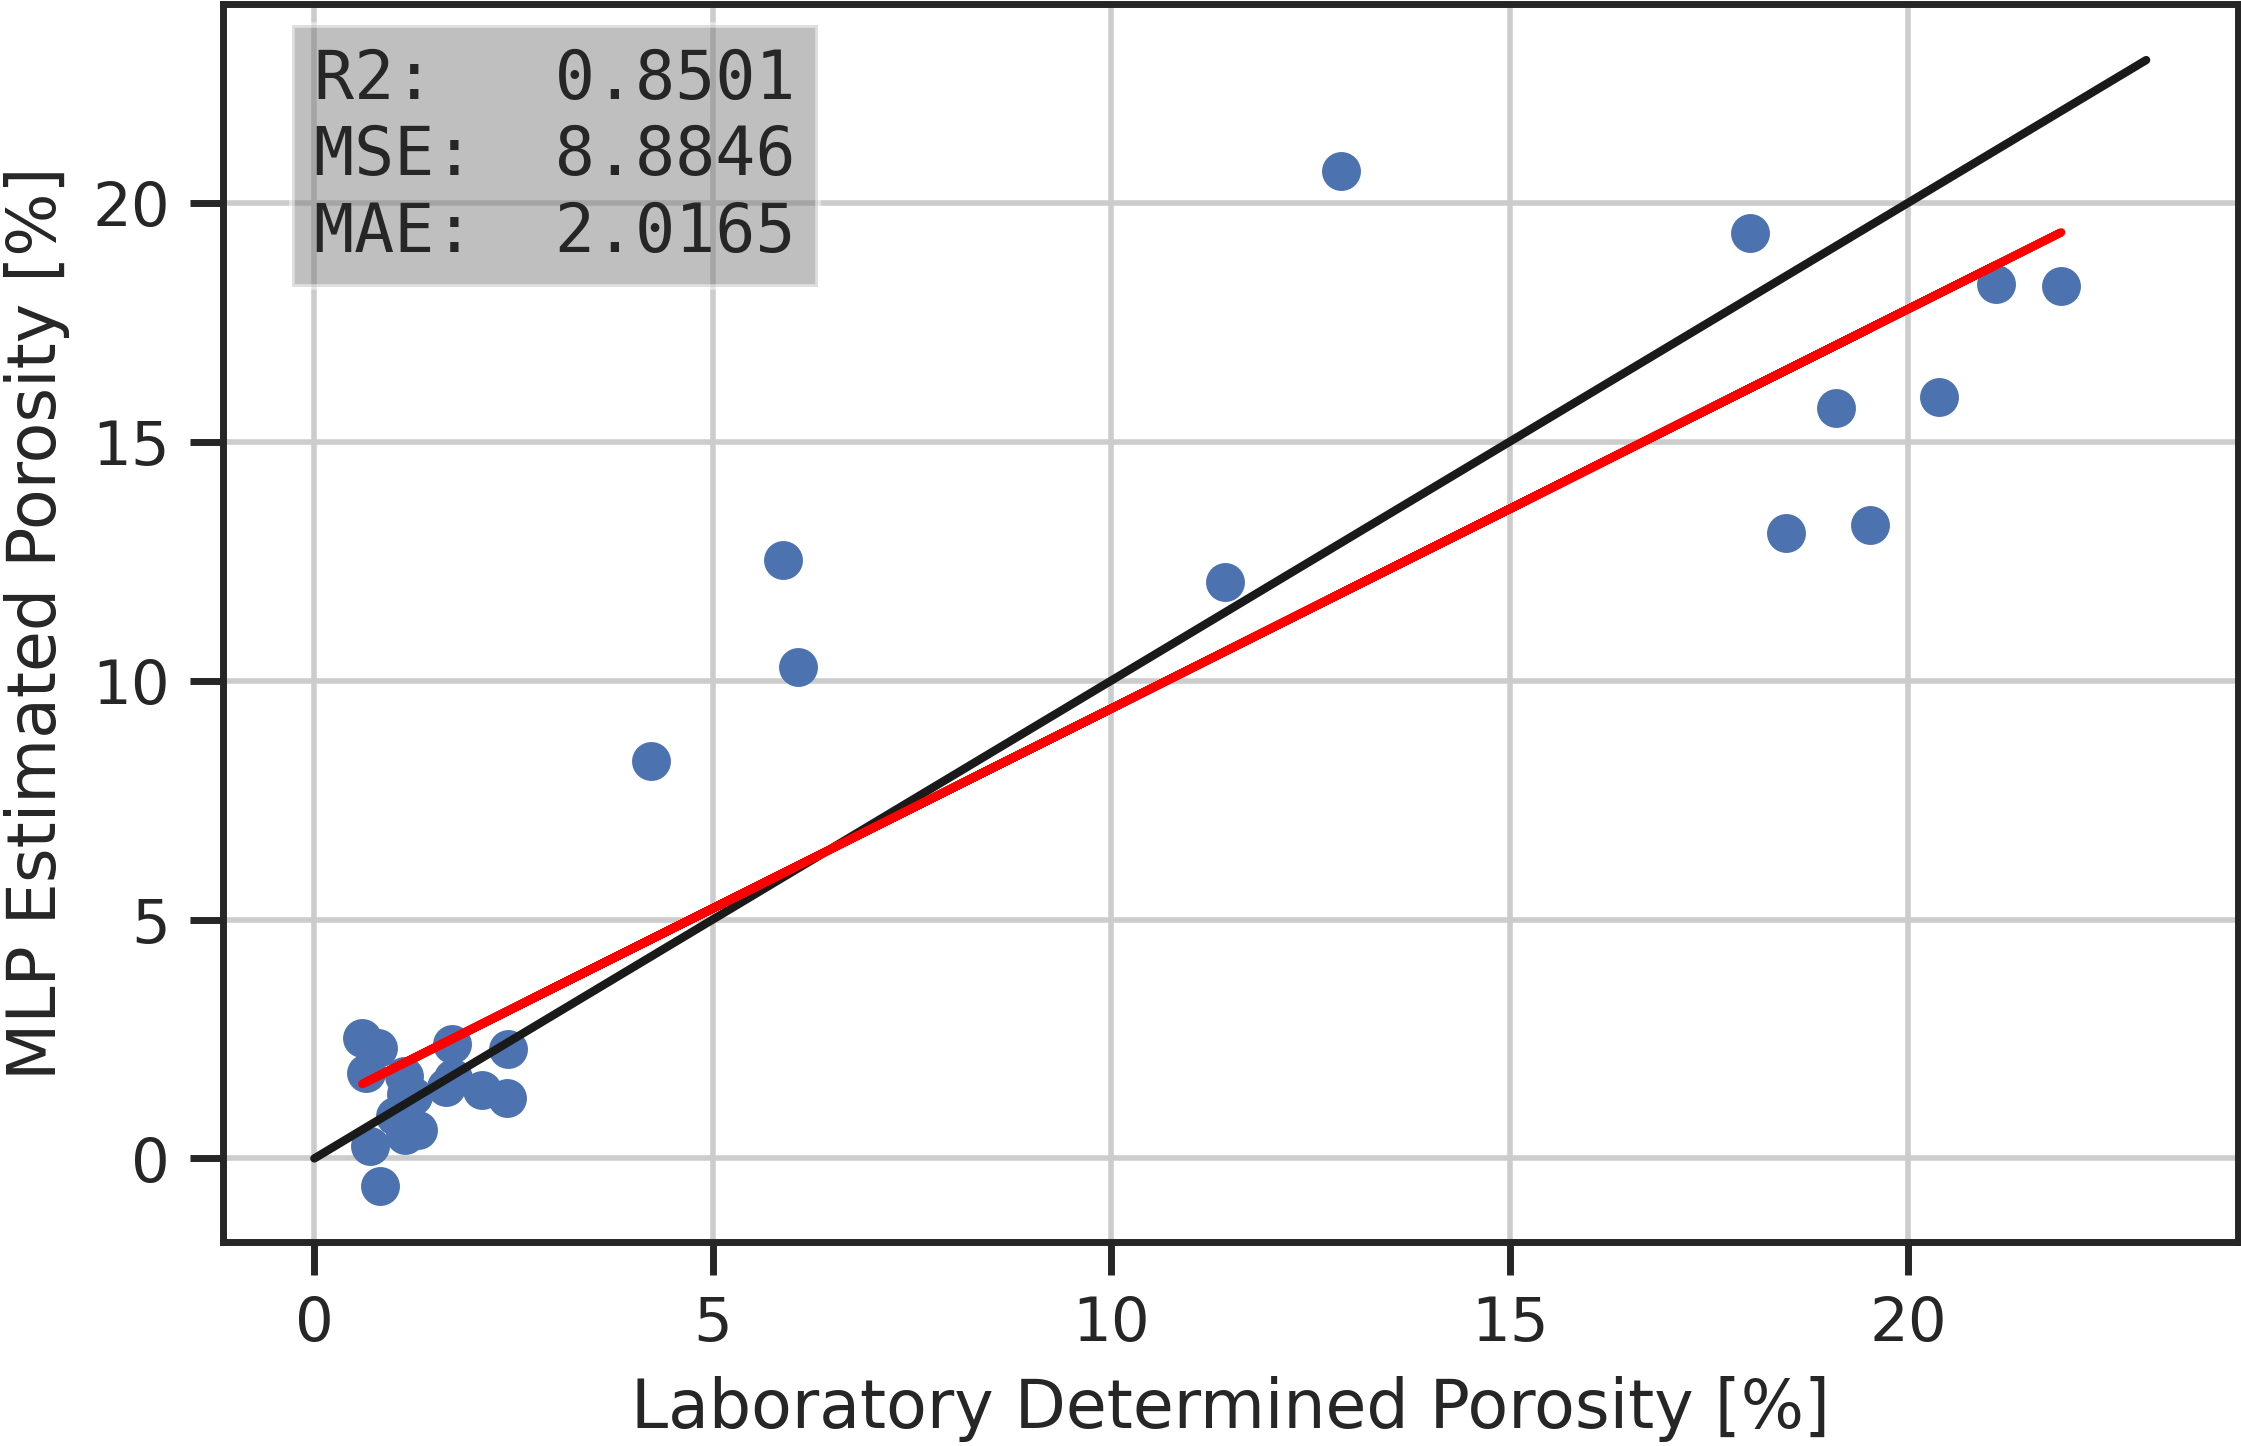 R2:   0.8501
MSE:  8.8846
MAE:  2.0165
MLP Estimated Porosity [%]
20
15
10
5
0
0 5 10 15 20
Laboratory Determined Porosity [%]